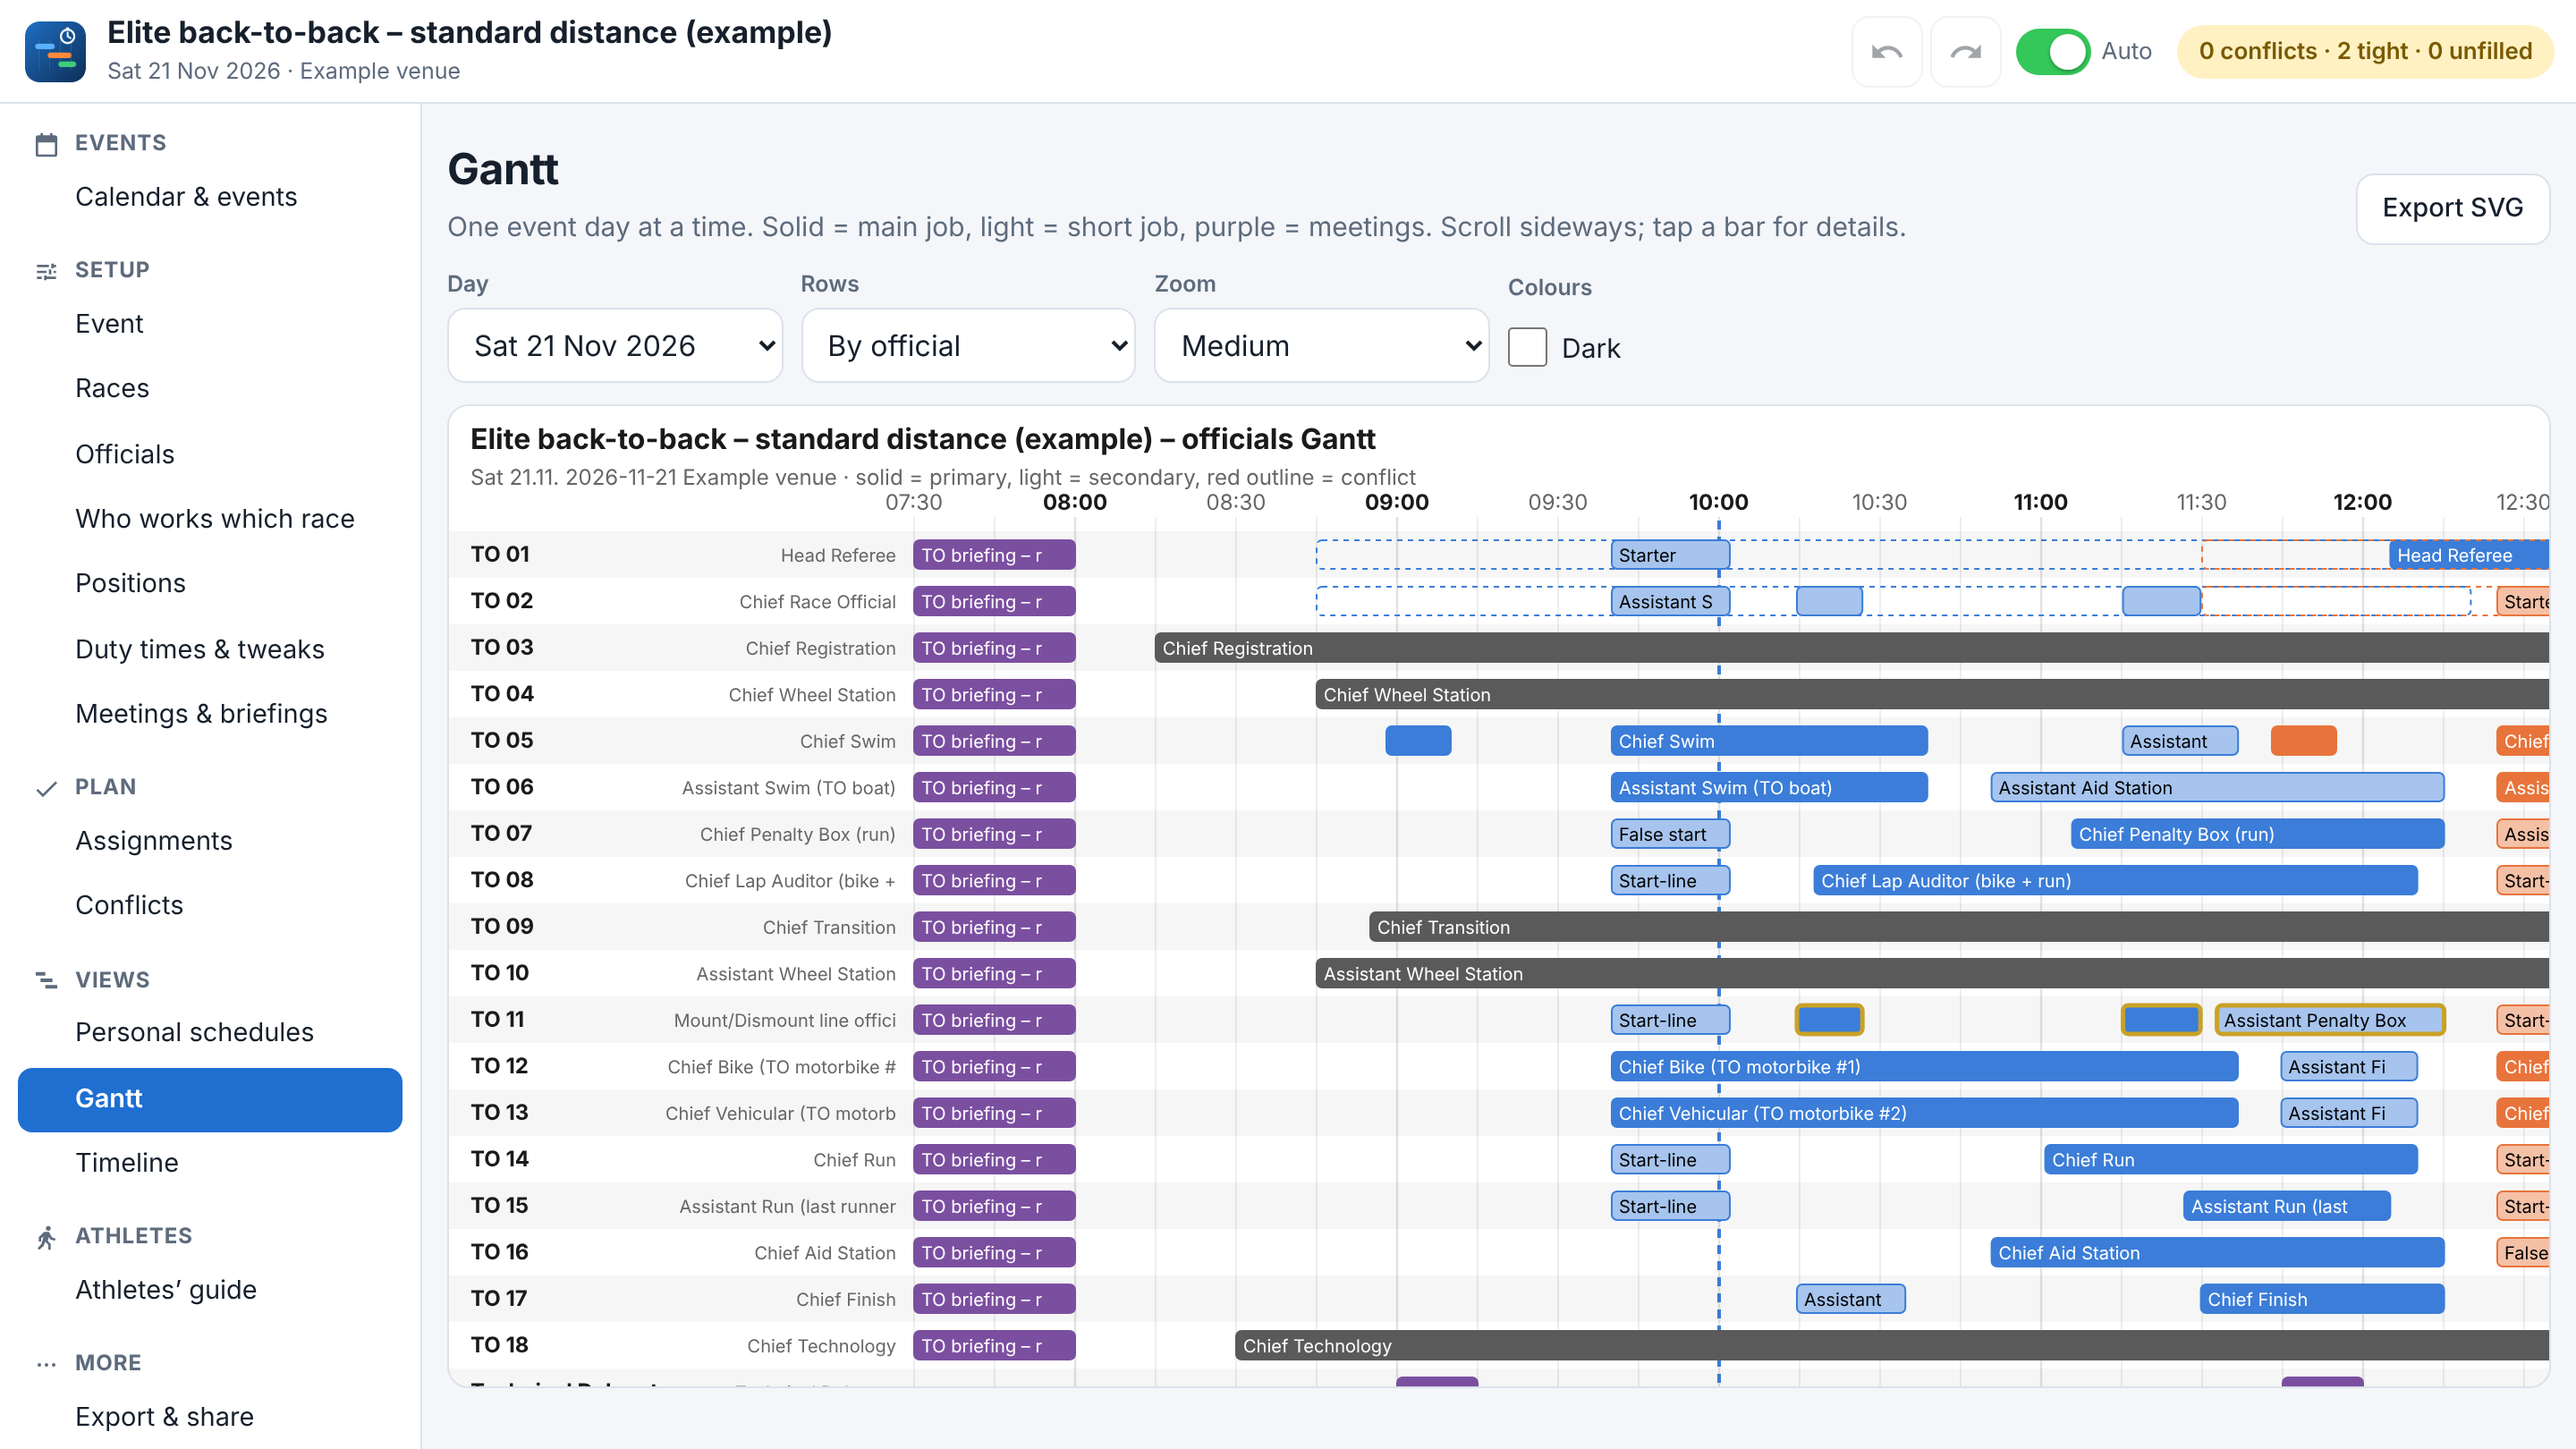 Elite back-to-back – standard distance (example)
Sat 21 Nov 2026 · Example venue
Auto
0 conflicts · 2 tight · 0 unfilled
EVENTS
Calendar & events
SETUP
Event
Races
Officials
Who works which race
Positions
Duty times & tweaks
Meetings & briefings
PLAN
Assignments
Conflicts
VIEWS
Personal schedules
Gantt
Timeline
ATHLETES
Athletes’ guide
MORE
Export & share
Gantt
One event day at a time. Solid = main job, light = short job, purple = meetings. Scroll sideways; tap a bar for details.
Export SVG
Day Rows Zoom Colours
Sat 21 Nov 2026 By official Medium Dark
Elite back-to-back – standard distance (example) – officials Gantt
Sat 21.11. 2026-11-21 Example venue · solid = primary, light = secondary, red outline = conflict
07:30 08:00 08:30 09:00 09:30 10:00 10:30 11:00 11:30 12:00 12:30
TO 01 Head Referee TO briefing – r Starter Head Referee
TO 02 Chief Race Official TO briefing – r Assistant S Starte
TO 03 Chief Registration TO briefing – r Chief Registration
TO 04 Chief Wheel Station TO briefing – r Chief Wheel Station
TO 05 Chief Swim TO briefing – r Chief Swim Assistant Chief
TO 06 Assistant Swim (TO boat) TO briefing – r Assistant Swim (TO boat) Assistant Aid Station Assis
TO 07 Chief Penalty Box (run) TO briefing – r False start Chief Penalty Box (run) Assis
TO 08 Chief Lap Auditor (bike + TO briefing – r Start-line Chief Lap Auditor (bike + run) Start-
TO 09 Chief Transition TO briefing – r Chief Transition
TO 10 Assistant Wheel Station TO briefing – r Assistant Wheel Station
TO 11 Mount/Dismount line offici TO briefing – r Start-line Assistant Penalty Box Start-
TO 12 Chief Bike (TO motorbike # TO briefing – r Chief Bike (TO motorbike #1) Assistant Fi Chief
TO 13 Chief Vehicular (TO motorb TO briefing – r Chief Vehicular (TO motorbike #2) Assistant Fi Chief
TO 14 Chief Run TO briefing – r Start-line Chief Run Start-
TO 15 Assistant Run (last runner TO briefing – r Start-line Assistant Run (last Start-
TO 16 Chief Aid Station TO briefing – r Chief Aid Station False
TO 17 Chief Finish TO briefing – r Assistant Chief Finish
TO 18 Chief Technology TO briefing – r Chief Technology